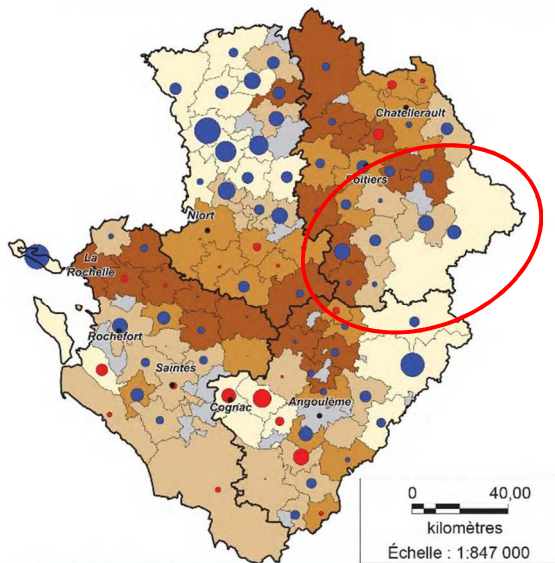 Chatellerault
Poitiers
Niort
La
Rochelle
Rochefort
Saintes
Cognac
Angoulême
0 40,00
kilomètres
Échelle : 1:847 000